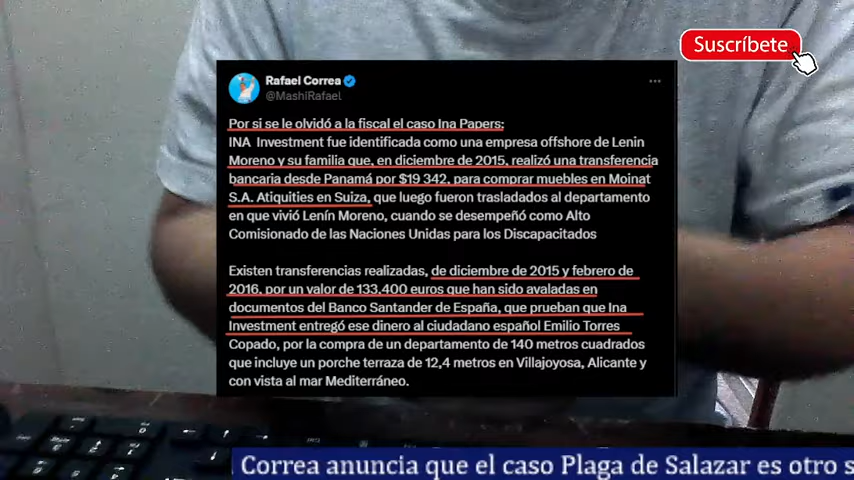 Suscríbete
Rafael Correa
@MashiRafael
Por si se le olvidó a la fiscal el caso Ina Papers:
INA Investment fue identificada como una empresa offshore de Lenin
Moreno y su familia que, en diciembre de 2015, realizó una transferencia
bancaria desde Panamá por $19 342, para comprar muebles en Moinat
S.A. Atiquities en Suiza, que luego fueron trasladados al departamento
en que vivió Lenín Moreno, cuando se desempeñó como Alto
Comisionado de las Naciones Unidas para los Discapacitados
Existen transferencias realizadas, de diciembre de 2015 y febrero de
2016, por un valor de 133,400 euros que han sido avaladas en
documentos del Banco Santander de España, que prueban que Ina
Investment entregó ese dinero al ciudadano español Emilio Torres
Copado, por la compra de un departamento de 140 metros cuadrados
que incluye un porche terraza de 12,4 metros en Villajoyosa, Alicante y
con vista al mar Mediterráneo.
Correa anuncia que el caso Plaga de Salazar es otro s